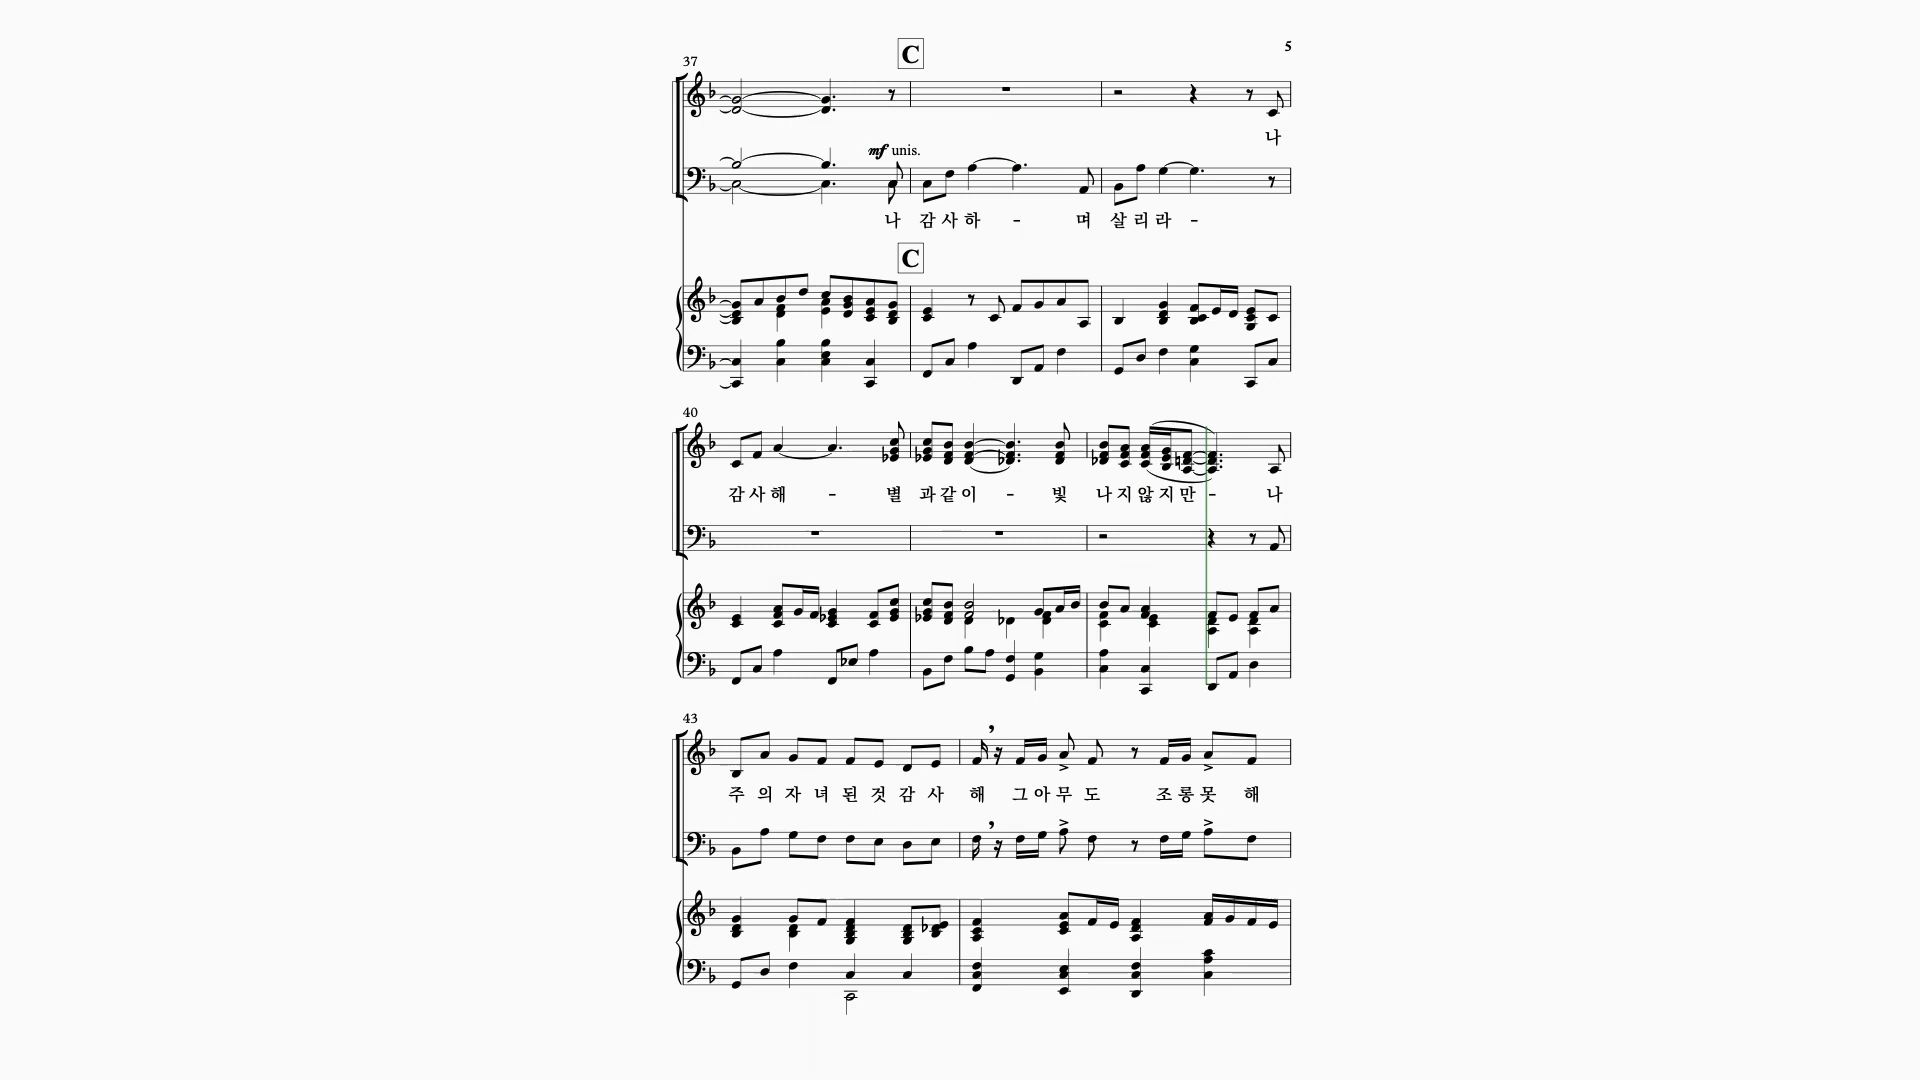 C
5
37
나
mf unis.
나 감 사 하 - 며 살 리 라 -
C
40
감 사 해 - 별 과 같 이 - 빛 나 지 않 지 만 - 나
43
주 의 자 녀 된 것 감 사 해 그 아 무 도 조 롱 못 해